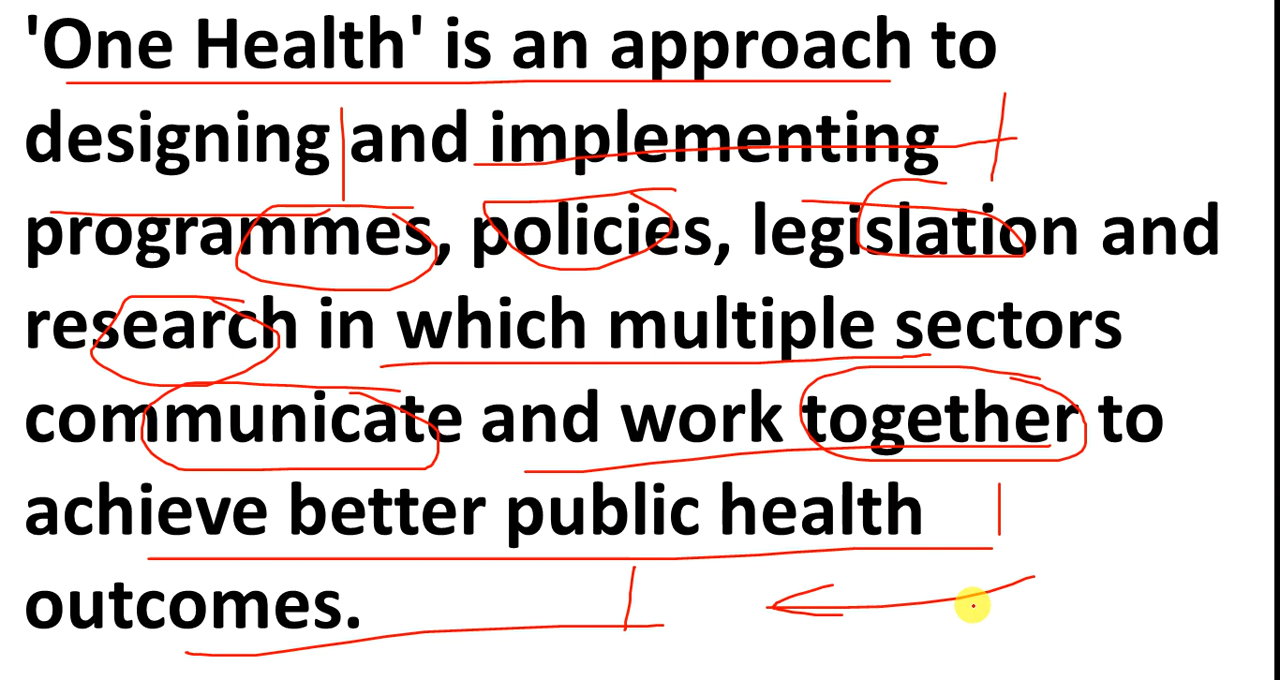 'One Health' is an approach to
designing and implementing
programmes, policies, legislation and
research in which multiple sectors
communicate and work together to
achieve better public health
outcomes.